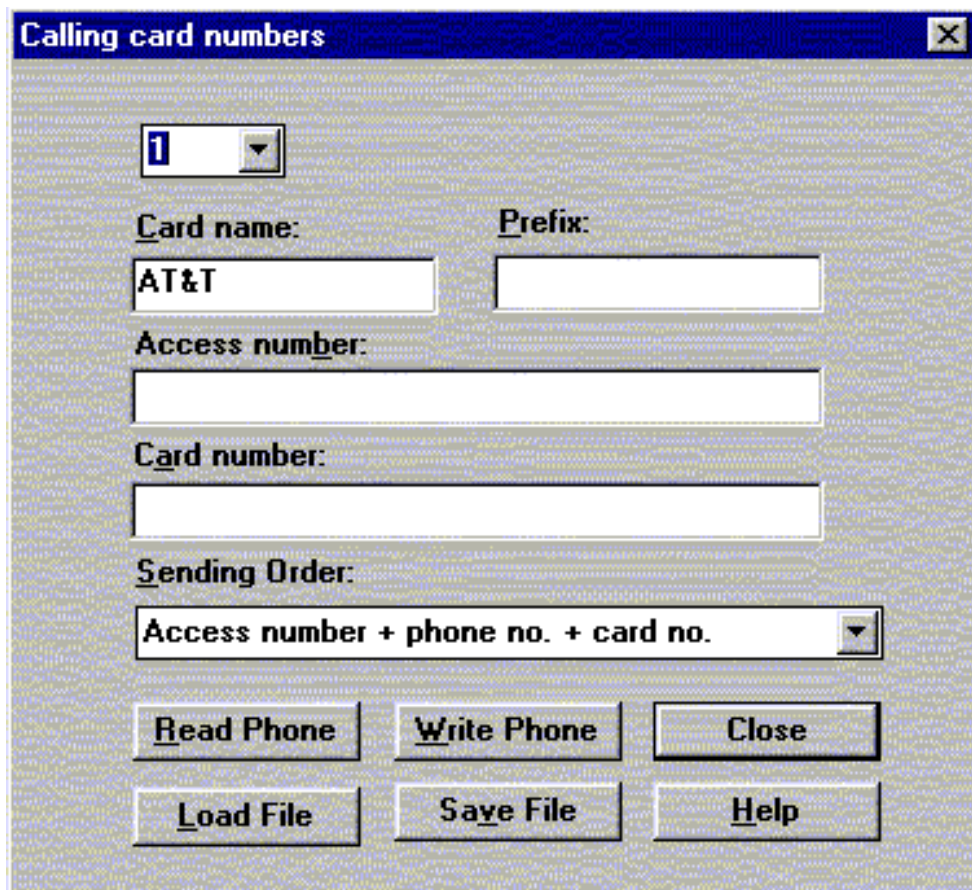 Calling card numbers
1
Card name: Prefix:
AT&T
Access number:
Card number:
Sending Order:
Access number + phone no. + card no.
Read Phone Write Phone Close
Load File Save File Help